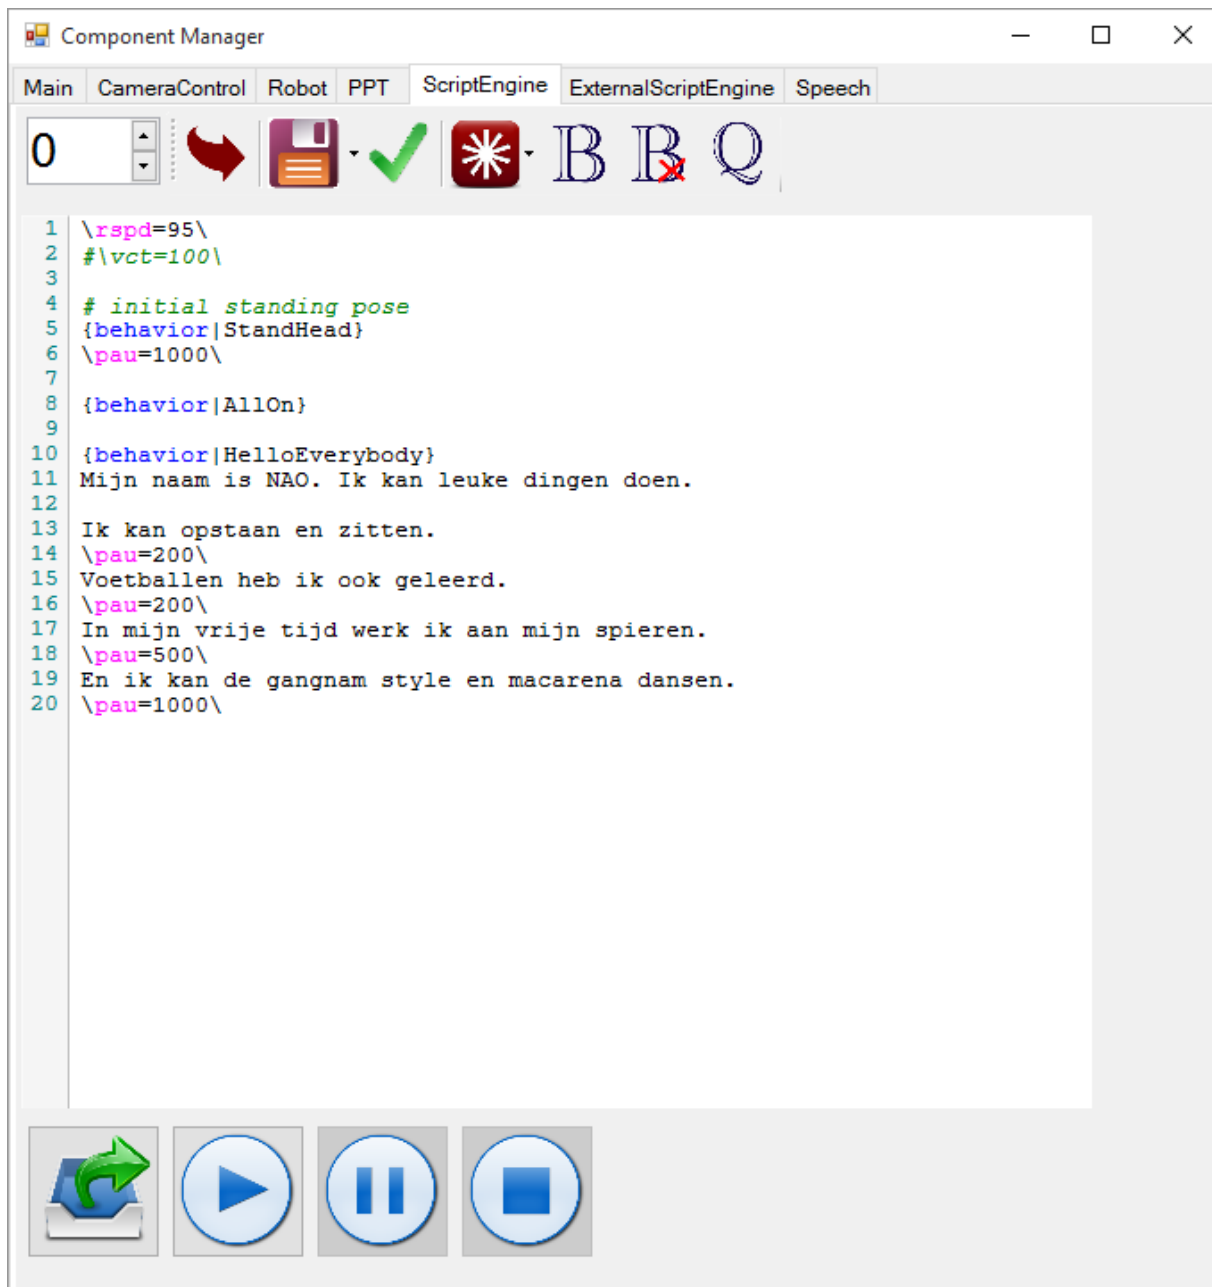 Component Manager
Main CameraControl Robot PPT ScriptEngine ExternalScriptEngine Speech
0 B B Q
1 \rspd=95\
2 #\vct=100\
3
4 # initial standing pose
5 {behavior|StandHead}
6 \pau=1000\
7
8 {behavior|AllOn}
9
10 {behavior|HelloEverybody}
11 Mijn naam is NAO. Ik kan leuke dingen doen.
12
13 Ik kan opstaan en zitten.
14 \pau=200\
15 Voetballen heb ik ook geleerd.
16 \pau=200\
17 In mijn vrije tijd werk ik aan mijn spieren.
18 \pau=500\
19 En ik kan de gangnam style en macarena dansen.
20 \pau=1000\